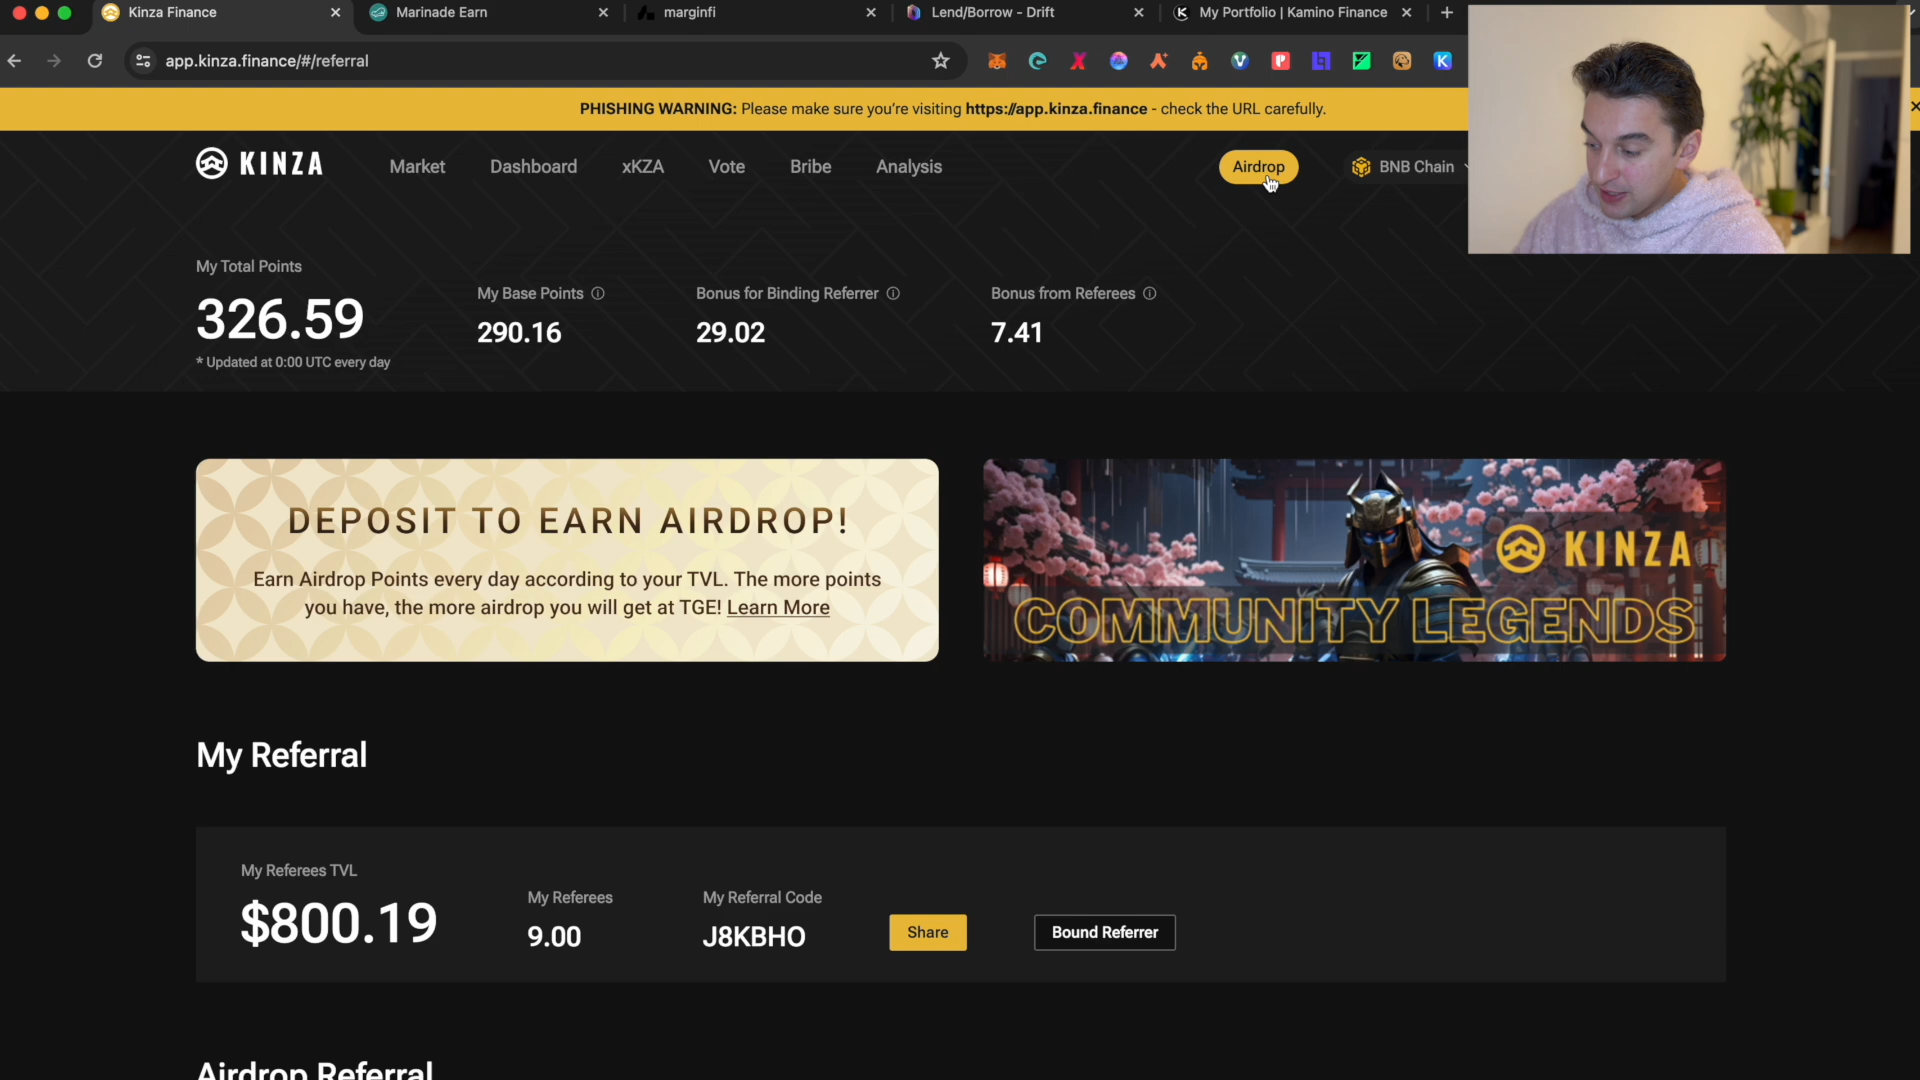 Kinza Finance
Marinade Earn
marginfi
Lend/Borrow - Drift
My Portfolio | Kamino Finance
app.kinza.finance/#/referral
PHISHING WARNING: Please make sure you're visiting https://app.kinza.finance - check the URL carefully.
KINZA
Market
Dashboard
xKZA
Vote
Bribe
Analysis
Airdrop
BNB Chain
My Total Points
326.59
* Updated at 0:00 UTC every day
My Base Points
290.16
Bonus for Binding Referrer
29.02
Bonus from Referees
7.41
DEPOSIT TO EARN AIRDROP!
Earn Airdrop Points every day according to your TVL. The more points
you have, the more airdrop you will get at TGE! Learn More
KINZA
COMMUNITY LEGENDS
My Referral
My Referees TVL
$800.19
My Referees
9.00
My Referral Code
J8KBHO
Share
Bound Referrer
Airdrop Referral